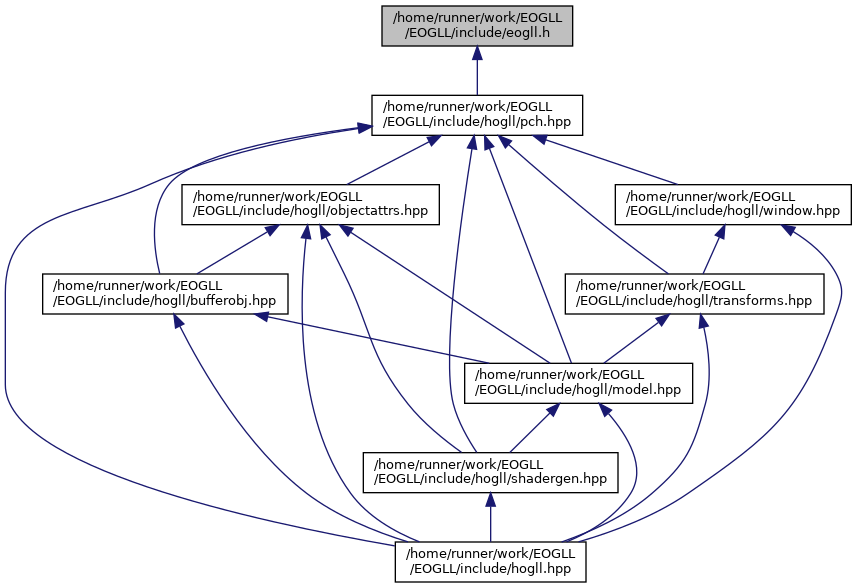 /home/runner/work/EOGLL
/EOGLL/include/eogll.h
/home/runner/work/EOGLL
/EOGLL/include/hogll/pch.hpp
/home/runner/work/EOGLL
/EOGLL/include/hogll/objectattrs.hpp
/home/runner/work/EOGLL
/EOGLL/include/hogll/window.hpp
/home/runner/work/EOGLL
/EOGLL/include/hogll/bufferobj.hpp
/home/runner/work/EOGLL
/EOGLL/include/hogll/transforms.hpp
/home/runner/work/EOGLL
/EOGLL/include/hogll/model.hpp
/home/runner/work/EOGLL
/EOGLL/include/hogll/shadergen.hpp
/home/runner/work/EOGLL
/EOGLL/include/hogll.hpp